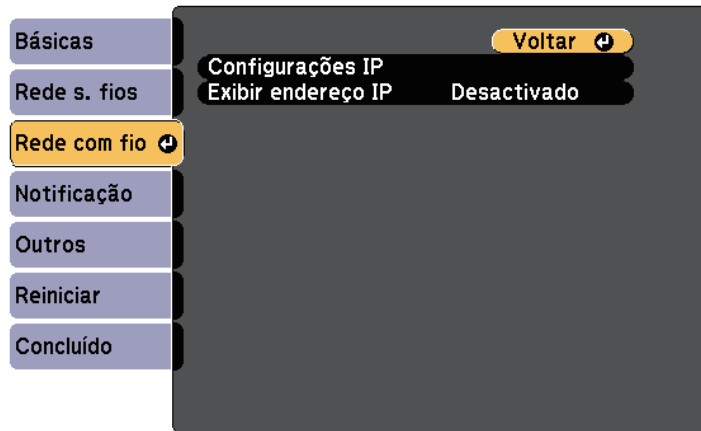 Básicas
Rede s. fios
Rede com fio
Notificação
Outros
Reiniciar
Concluído
Voltar
Configurações IP
Exibir endereço IP Desactivado